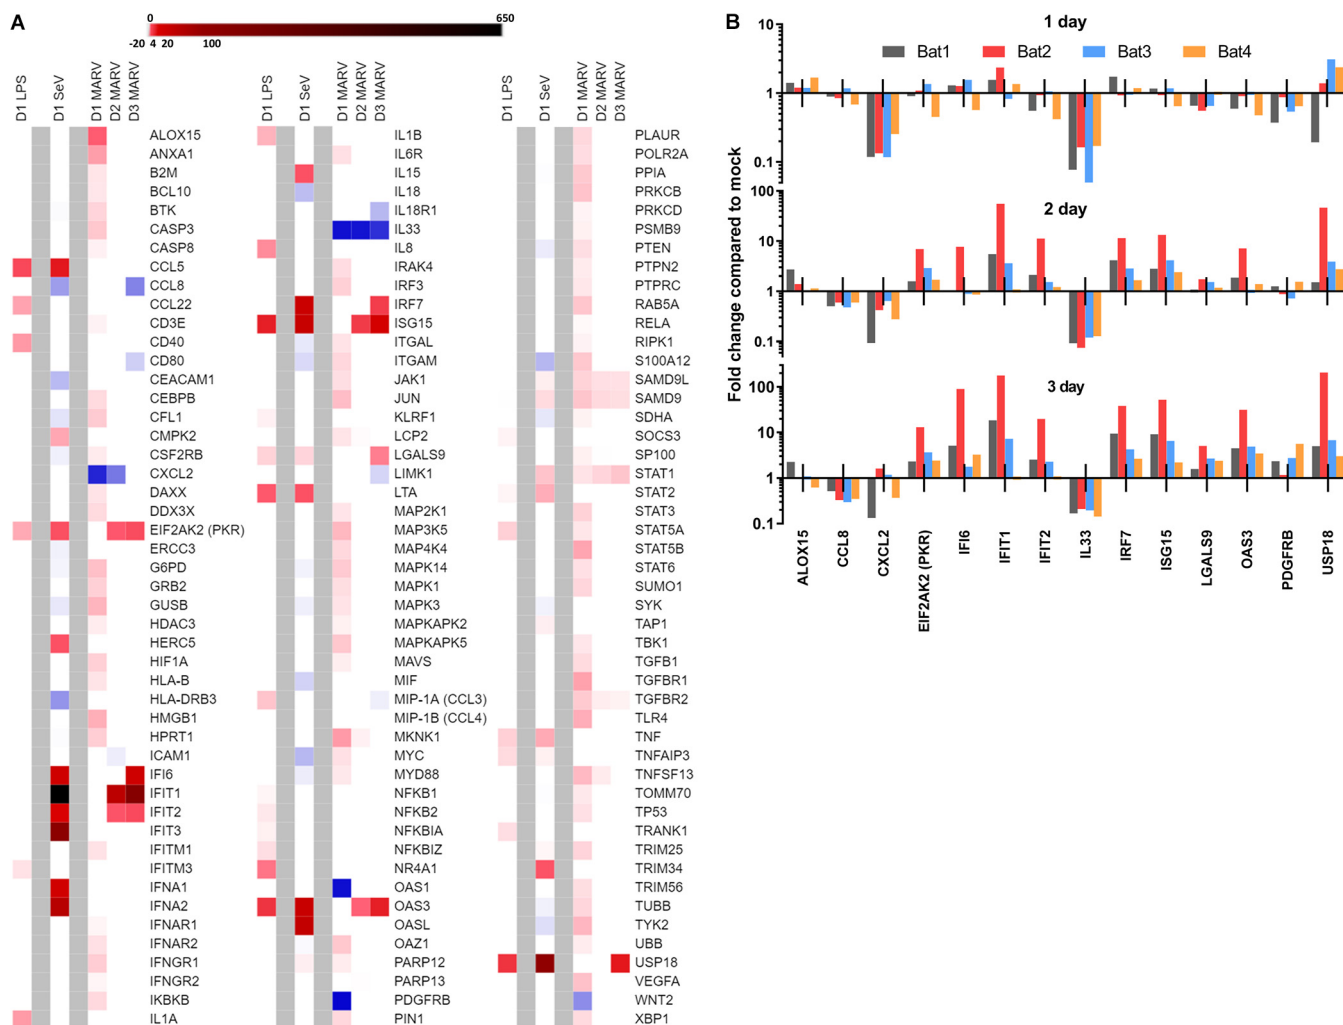 A
0
650
-20 4 20 100
D1 LPS
D1 SeV
D1 MARV
D2 MARV
D3 MARV
D1 LPS
D1 SeV
D1 MARV
D2 MARV
D3 MARV
D1 LPS
D1 SeV
D1 MARV
D2 MARV
D3 MARV
ALOX15
ANXA1
B2M
BCL10
BTK
CASP3
CASP8
CCL5
CCL8
CCL22
CD3E
CD40
CD80
CEACAM1
CEBPB
CFL1
CMPK2
CSF2RB
CXCL2
DAXX
DDX3X
EIF2AK2 (PKR)
ERCC3
G6PD
GRB2
GUSB
HDAC3
HERC5
HIF1A
HLA-B
HLA-DRB3
HMGB1
HPRT1
ICAM1
IFI6
IFIT1
IFIT2
IFIT3
IFITM1
IFITM3
IFNA1
IFNA2
IFNAR1
IFNAR2
IFNGR1
IFNGR2
IKBKB
IL1A
IL1B
IL6R
IL15
IL18
IL18R1
IL33
IL8
IRAK4
IRF3
IRF7
ISG15
ITGAL
ITGAM
JAK1
JUN
KLRF1
LCP2
LGALS9
LIMK1
LTA
MAP2K1
MAP3K5
MAP4K4
MAPK14
MAPK1
MAPK3
MAPKAPK2
MAPKAPK5
MAVS
MIF
MIP-1A (CCL3)
MIP-1B (CCL4)
MKNK1
MYC
MYD88
NFKB1
NFKB2
NFKBIA
NFKBIZ
NR4A1
OAS1
OAS3
OASL
OAZ1
PARP12
PARP13
PDGFRB
PIN1
PLAUR
POLR2A
PPIA
PRKCB
PRKCD
PSMB9
PTEN
PTPN2
PTPRC
RAB5A
RELA
RIPK1
S100A12
SAMD9L
SAMD9
SDHA
SOCS3
SP100
STAT1
STAT2
STAT3
STAT5A
STAT5B
STAT6
SUMO1
SYK
TAP1
TBK1
TGFB1
TGFBR1
TGFBR2
TLR4
TNF
TNFAIP3
TNFSF13
TOMM70
TP53
TRANK1
TRIM25
TRIM34
TRIM56
TUBB
TYK2
UBB
USP18
VEGFA
WNT2
XBP1
B
Fold change compared to mock
1 day
Bat1
Bat2
Bat3
Bat4
10
1
0.1
2 day
100
10
1
0.1
3 day
100
10
1
0.1
ALOX15
CCL8
CXCL2
EIF2AK2 (PKR)
IFI6
IFIT1
IFIT2
IL33
IRF7
ISG15
LGALS9
OAS3
PDGFRB
USP18